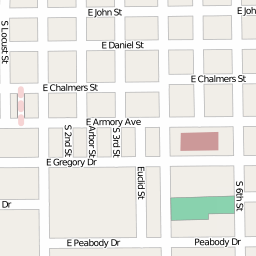 E John St
E Joh
S Locust St
E Daniel St
E Chalmers St
E Chalmers St
E Armory Ave
S 2nd St
Arbor St
S 3rd St
E Gregory Dr
Euclid St
S 6th St
Dr
E Peabody Dr
Peabody Dr